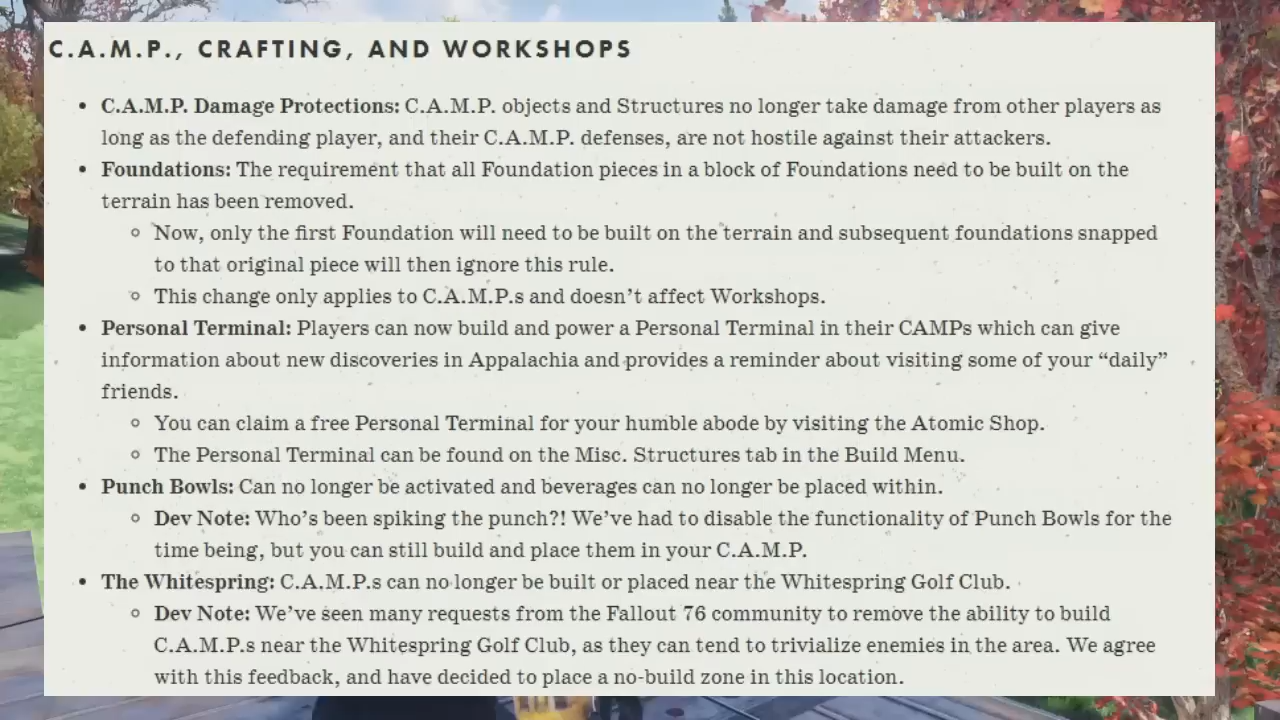 C.A.M.P., CRAFTING, AND WORKSHOPS
• C.A.M.P. Damage Protections: C.A.M.P. objects and Structures no longer take damage from other players as
long as the defending player, and their C.A.M.P. defenses, are not hostile against their attackers.
• Foundations: The requirement that all Foundation pieces in a block of Foundations need to be built on the
terrain has been removed.
◦ Now, only the first Foundation will need to be built on the terrain and subsequent foundations snapped
to that original piece will then ignore this rule.
◦ This change only applies to C.A.M.P.s and doesn't affect Workshops.
• Personal Terminal: Players can now build and power a Personal Terminal in their CAMPs which can give
information about new discoveries in Appalachia and provides a reminder about visiting some of your “daily”
friends.
◦ You can claim a free Personal Terminal for your humble abode by visiting the Atomic Shop.
◦ The Personal Terminal can be found on the Misc. Structures tab in the Build Menu.
• Punch Bowls: Can no longer be activated and beverages can no longer be placed within.
◦ Dev Note: Who's been spiking the punch?! We've had to disable the functionality of Punch Bowls for the
time being, but you can still build and place them in your C.A.M.P.
• The Whitespring: C.A.M.P.s can no longer be built or placed near the Whitespring Golf Club.
◦ Dev Note: We've seen many requests from the Fallout 76 community to remove the ability to build
C.A.M.P.s near the Whitespring Golf Club, as they can tend to trivialize enemies in the area. We agree
with this feedback, and have decided to place a no-build zone in this location.